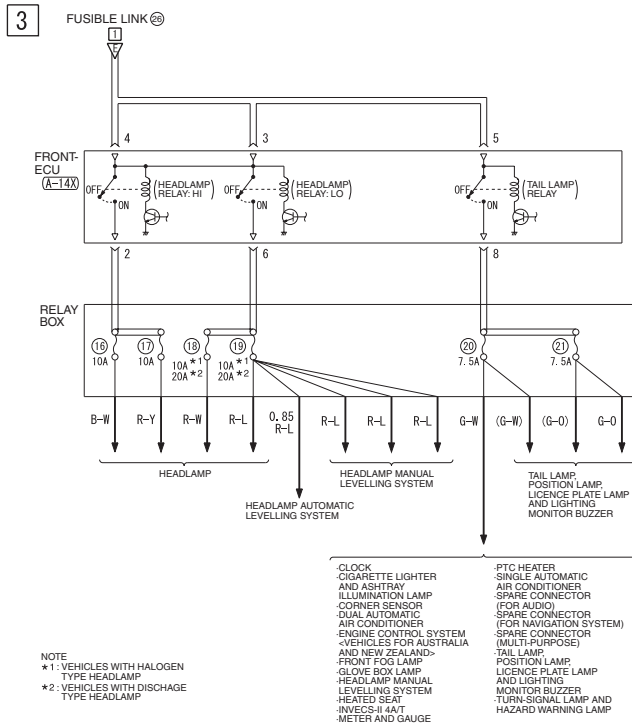 3
FUSIBLE LINK 26
1
E
4 3 5
FRONT-
ECU
A-14X
OFF ON (HEADLAMP RELAY: HI)
OFF ON (HEADLAMP RELAY: LO)
OFF ON (TAIL LAMP RELAY)
2 6 8
RELAY
BOX
16 17 18 19 20 21
10A 10A 10A *1 10A *1 7.5A 7.5A
20A *2 20A *2
B-W R-Y R-W R-L 0.85 R-L R-L R-L R-L G-W (G-W) (G-O) G-O
HEADLAMP
HEADLAMP AUTOMATIC
LEVELLING SYSTEM
HEADLAMP MANUAL
LEVELLING SYSTEM
TAIL LAMP,
POSITION LAMP,
LICENCE PLATE LAMP
AND LIGHTING
MONITOR BUZZER
·CLOCK
·CIGARETTE LIGHTER
AND ASHTRAY
ILLUMINATION LAMP
·CORNER SENSOR
·DUAL AUTOMATIC
AIR CONDITIONER
·ENGINE CONTROL SYSTEM
<VEHICLES FOR AUSTRALIA
AND NEW ZEALAND>
·FRONT FOG LAMP
·GLOVE BOX LAMP
·HEADLAMP MANUAL
LEVELLING SYSTEM
·HEATED SEAT
·INVECS-II 4A/T
·METER AND GAUGE
·PTC HEATER
·SINGLE AUTOMATIC
AIR CONDITIONER
·SPARE CONNECTOR
(FOR AUDIO)
·SPARE CONNECTOR
(FOR NAVIGATION SYSTEM)
·SPARE CONNECTOR
(MULTI-PURPOSE)
·TAIL LAMP,
POSITION LAMP,
LICENCE PLATE LAMP
AND LIGHTING
MONITOR BUZZER
·TURN-SIGNAL LAMP AND
HAZARD WARNING LAMP
NOTE
*1 : VEHICLES WITH HALOGEN
TYPE HEADLAMP
*2 : VEHICLES WITH DISCHAGE
TYPE HEADLAMP